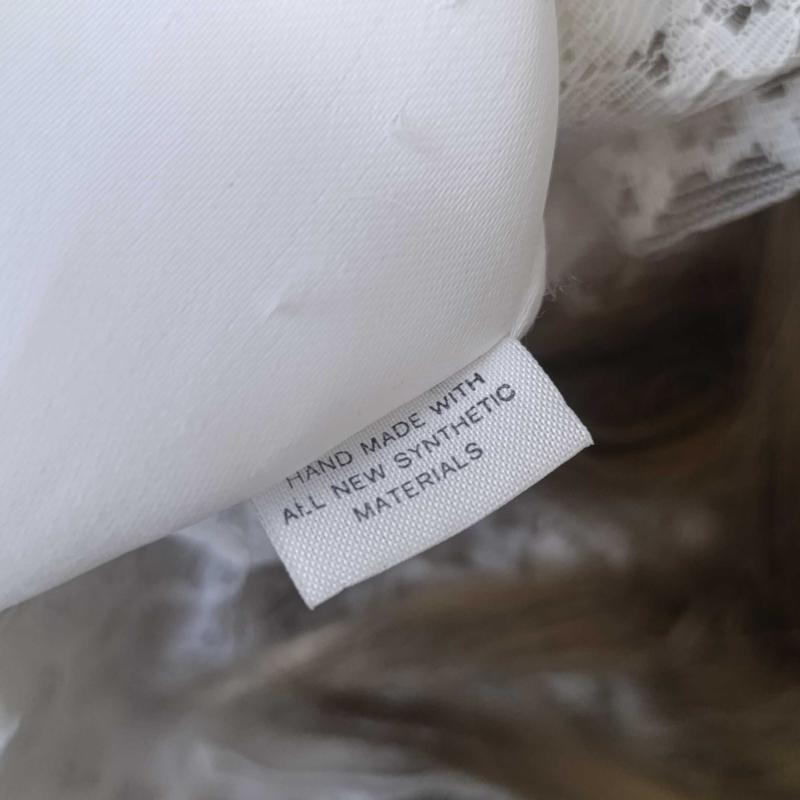 HAND MADE WITH
ALL NEW SYNTHETIC
MATERIALS